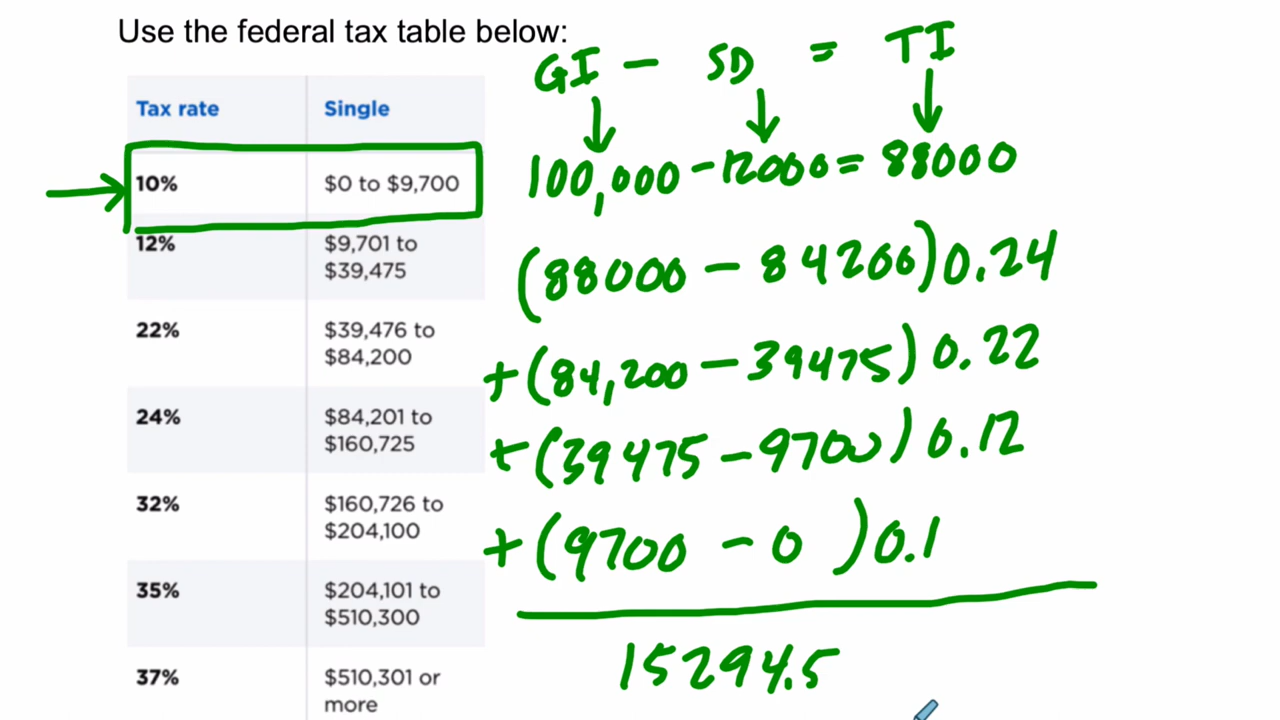 Use the federal tax table below:
GI - SD = TI
100,000 - 12000 = 88000
(88000 - 84200) 0.24
+ (84,200 - 39475) 0.22
+ (39475 - 9700) 0.12
+ (9700 - 0 ) 0.1
15294.5
Tax rate Single
10% $0 to $9,700
12% $9,701 to
$39,475
22% $39,476 to
$84,200
24% $84,201 to
$160,725
32% $160,726 to
$204,100
35% $204,101 to
$510,300
37% $510,301 or
more